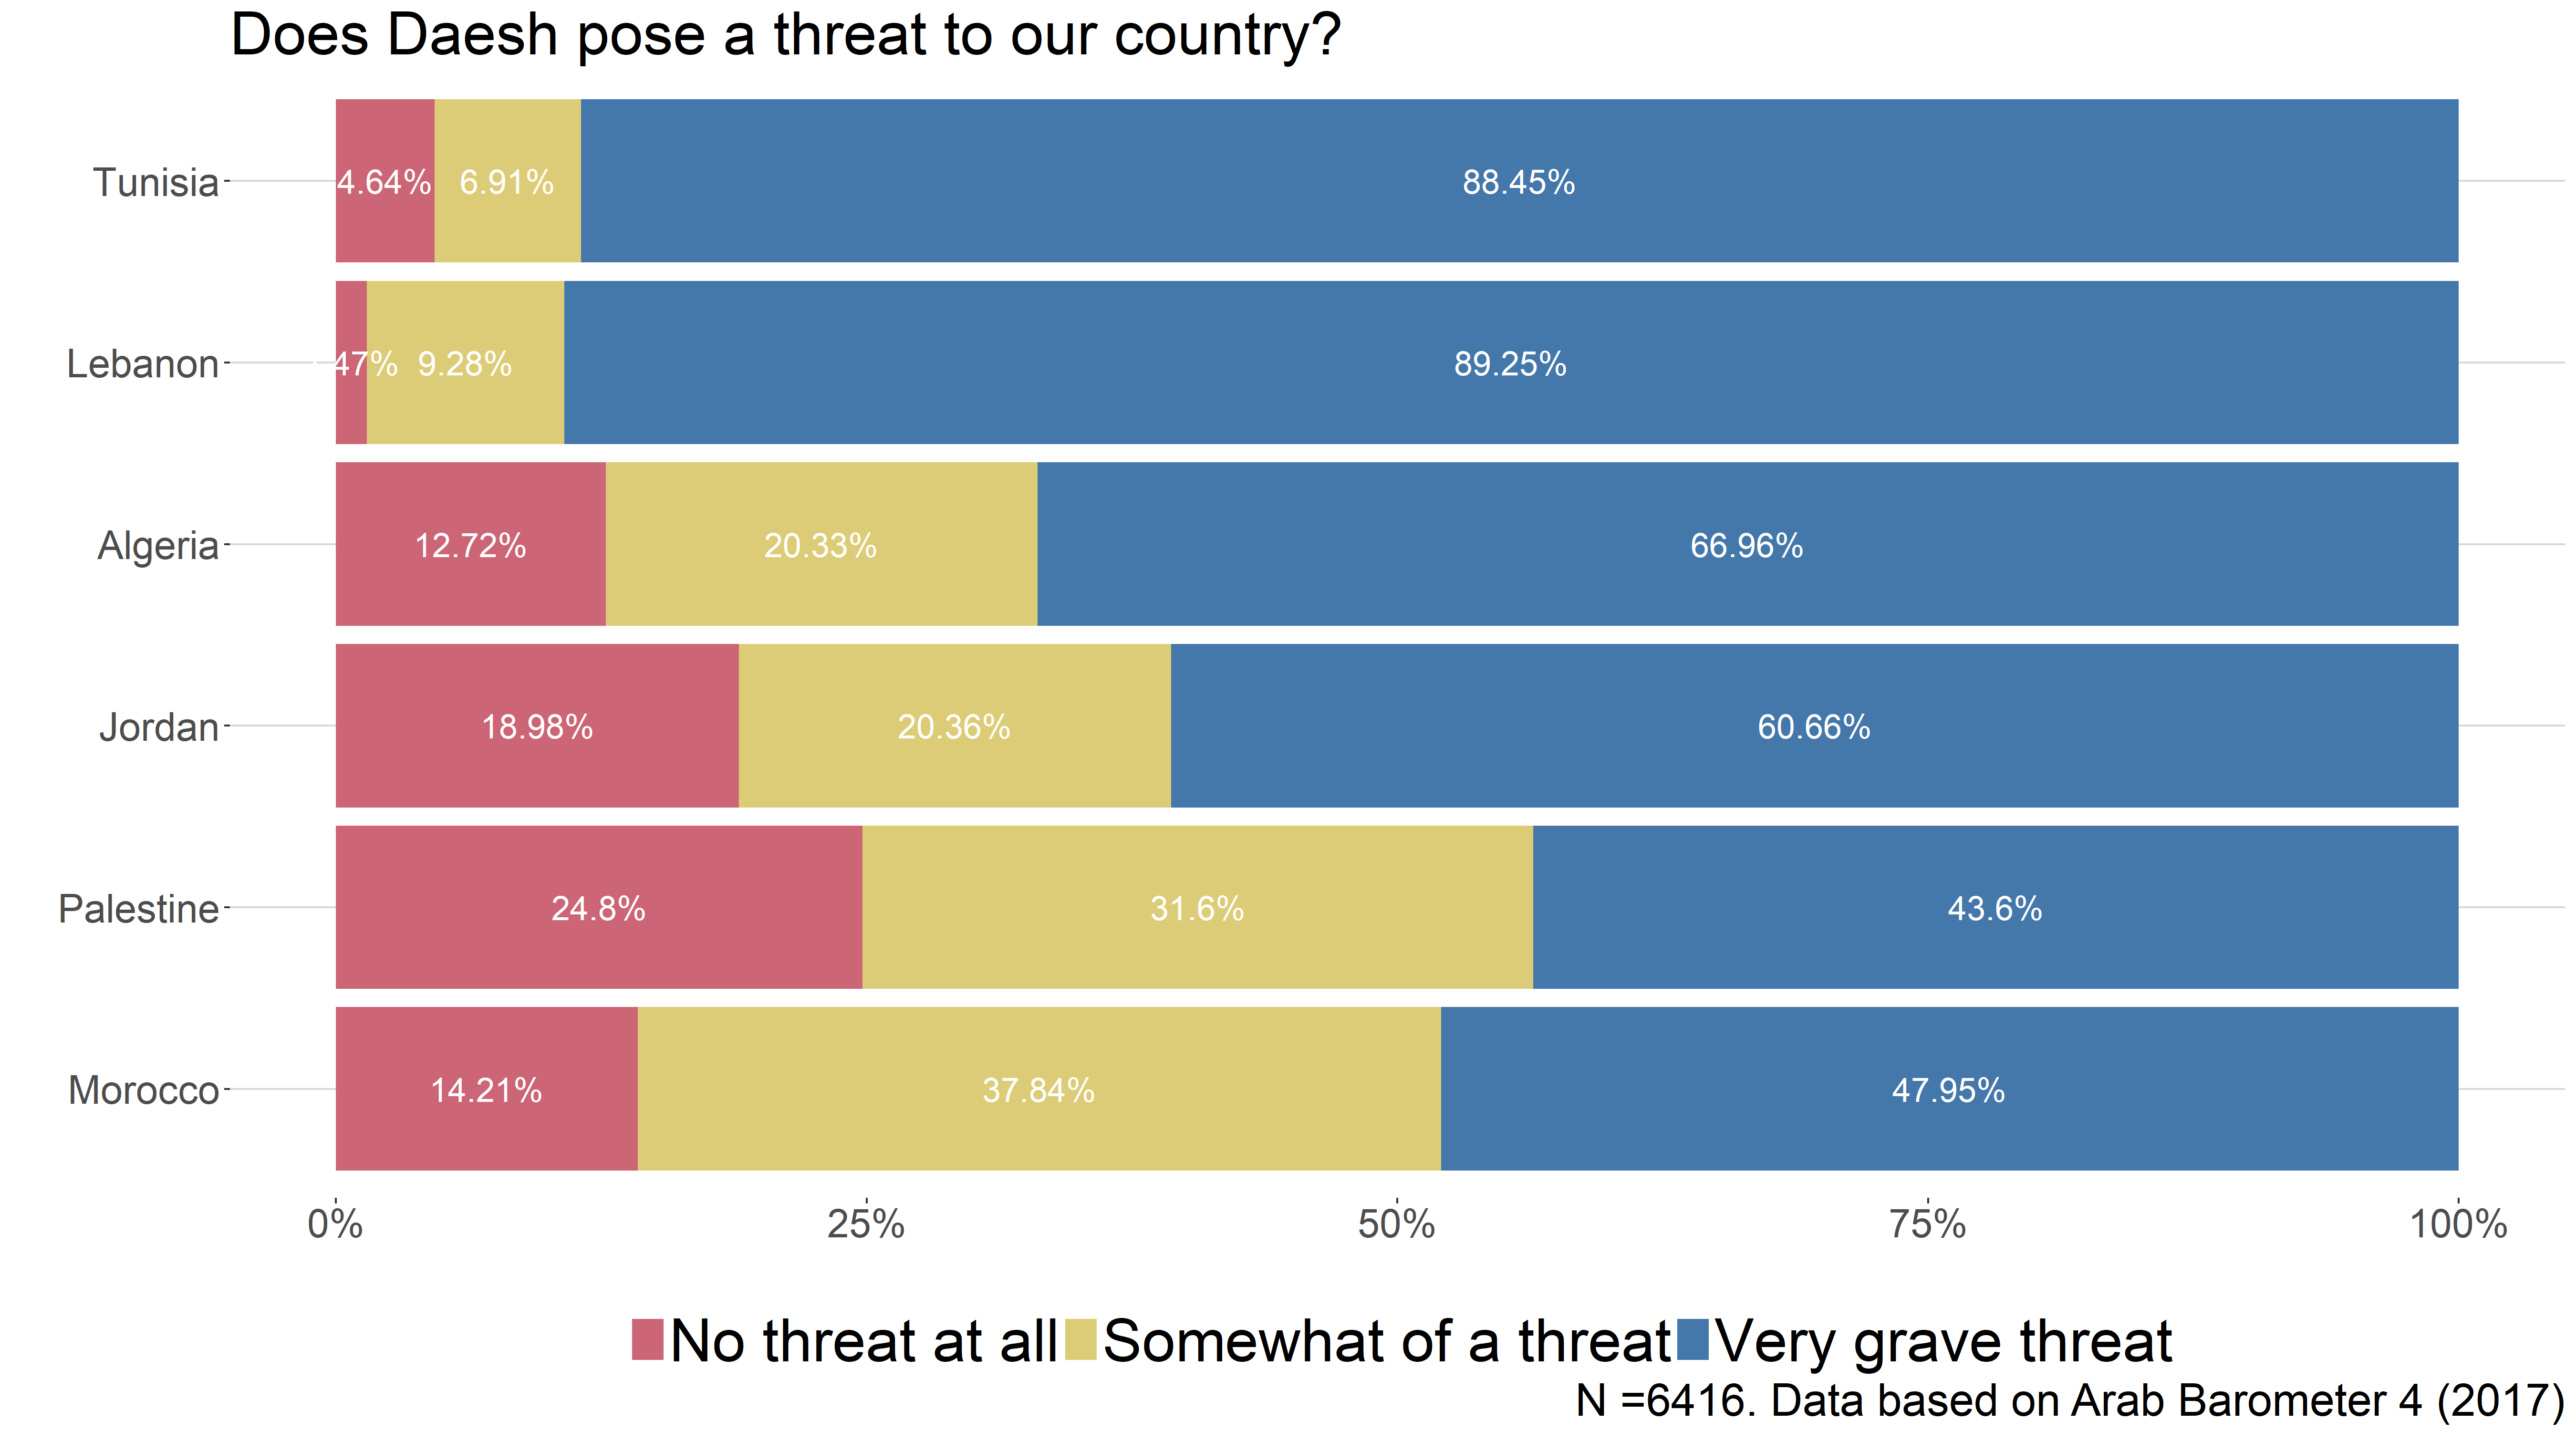 Does Daesh pose a threat to our country?
Tunisia 4.64% 6.91% 88.45%
Lebanon 47% 9.28% 89.25%
Algeria 12.72% 20.33% 66.96%
Jordan 18.98% 20.36% 60.66%
Palestine 24.8% 31.6% 43.6%
Morocco 14.21% 37.84% 47.95%
0% 25% 50% 75% 100%
No threat at all Somewhat of a threat Very grave threat
N =6416. Data based on Arab Barometer 4 (2017)